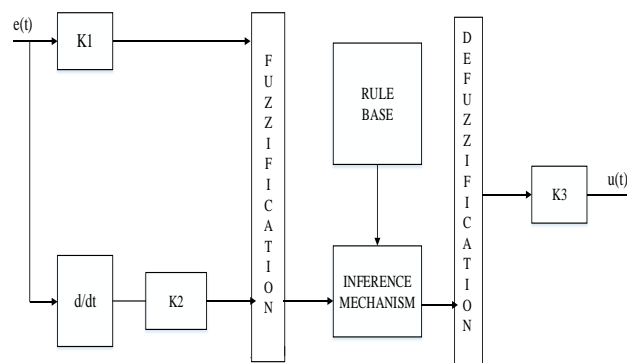 e(t)
K1
d/dt
K2
FUZZIFICATION
RULE
BASE
INFERENCE
MECHANISM
DEFUZZIFICATION
K3
u(t)